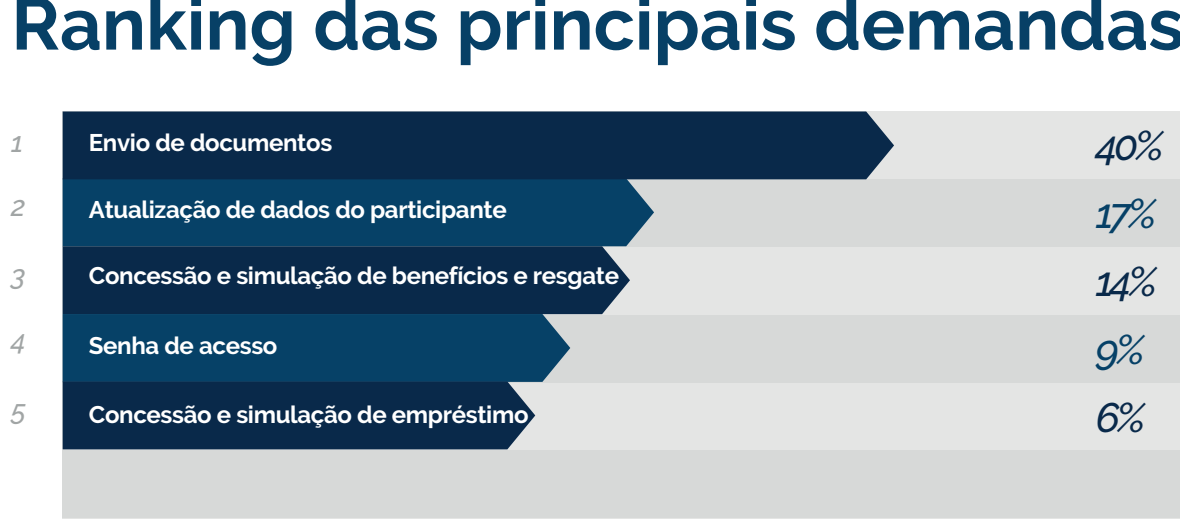 Ranking das principais demandas
1 Envio de documentos 40%
2 Atualização de dados do participante 17%
3 Concessão e simulação de benefícios e resgate 14%
4 Senha de acesso 9%
5 Concessão e simulação de empréstimo 6%